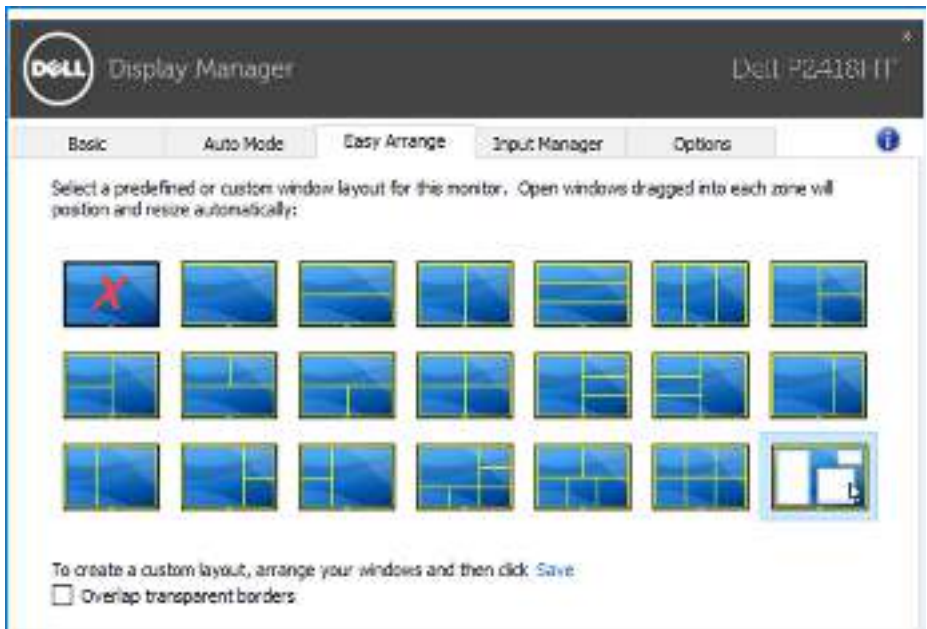 DELL Display Manager Dell P2418HT
Basic Auto Mode Easy Arrange Input Manager Options
Select a predefined or custom window layout for this monitor. Open windows dragged into each zone will
position and resize automatically:
X
To create a custom layout, arrange your windows and then click Save
Overlap transparent borders